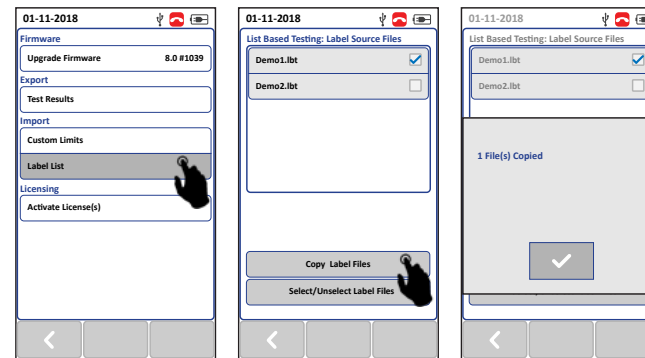 01-11-2018
Firmware
Upgrade Firmware 8.0 #1039
Export
Test Results
Import
Custom Limits
Label List
Licensing
Activate License(s)
01-11-2018
List Based Testing: Label Source Files
Demo1.lbt
Demo2.lbt
Copy Label Files
Select/Unselect Label Files
01-11-2018
List Based Testing: Label Source Files
Demo1.lbt
Demo2.lbt
1 File(s) Copied